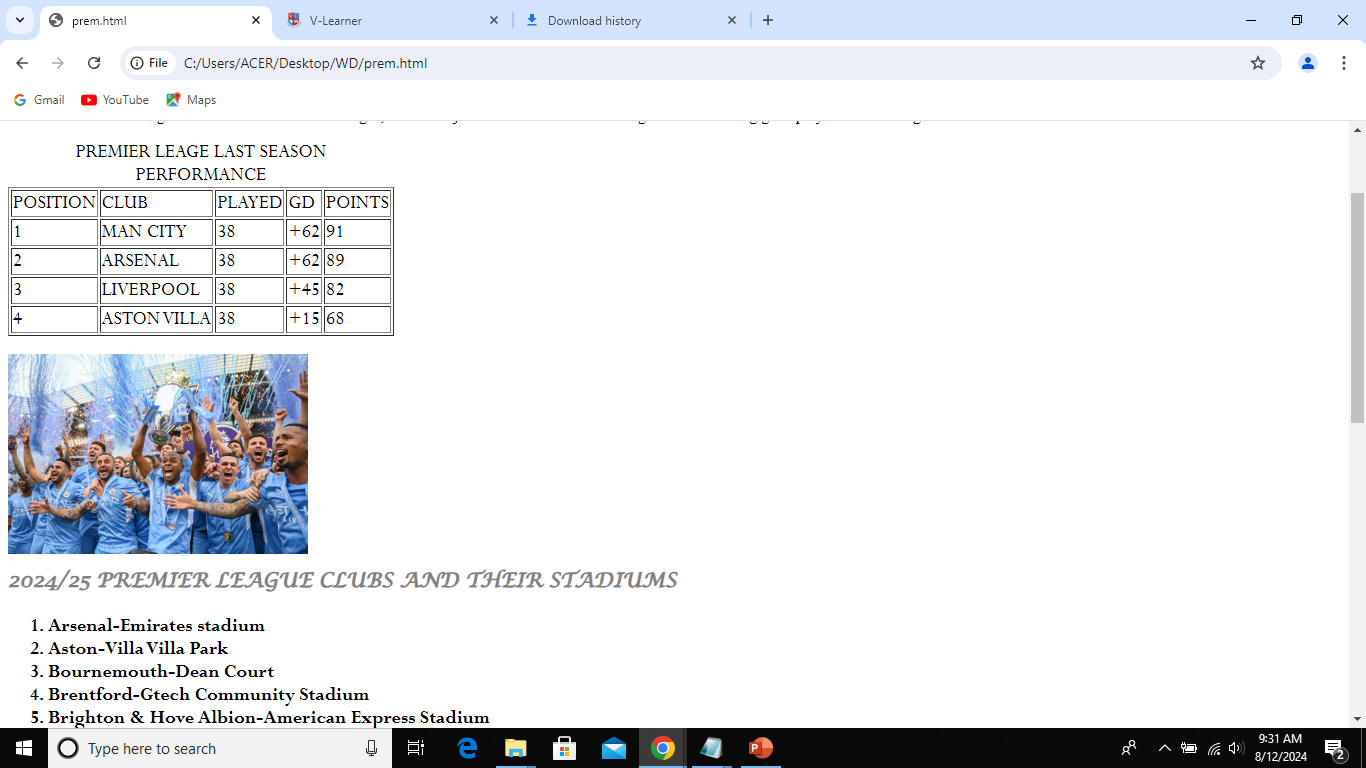 prem.html
V-Learner
Download history
File
C:/Users/ACER/Desktop/WD/prem.html
Gmail
YouTube
Maps
PREMIER LEAGE LAST SEASON
PERFORMANCE
POSITION CLUB PLAYED GD POINTS
1 MAN CITY 38 +62 91
2 ARSENAL 38 +62 89
3 LIVERPOOL 38 +45 82
4 ASTON VILLA 38 +15 68
2024/25 PREMIER LEAGUE CLUBS AND THEIR STADIUMS
1. Arsenal-Emirates stadium
2. Aston-Villa Villa Park
3. Bournemouth-Dean Court
4. Brentford-Gtech Community Stadium
5. Brighton & Hove Albion-American Express Stadium
Type here to search
9:31 AM
8/12/2024
2